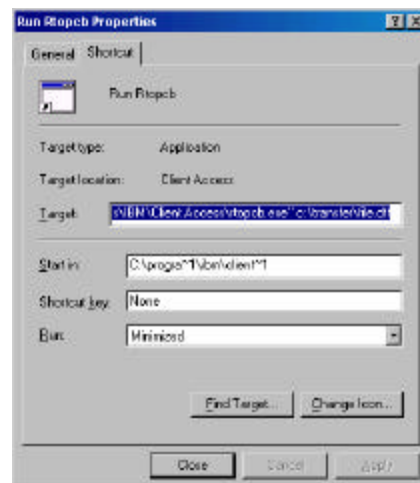 Run Rtopcb Properties
General Shortcut
Run Rtopcb
Target type: Application
Target location: Client Access
Target: s\IBM\Client Access\rtopcb.exe" c:\transfer\file.dtf
Start in: C:\progra~1\ibm\client~1
Shortcut key: None
Run: Minimized
Find Target... Change Icon...
Close Cancel Apply